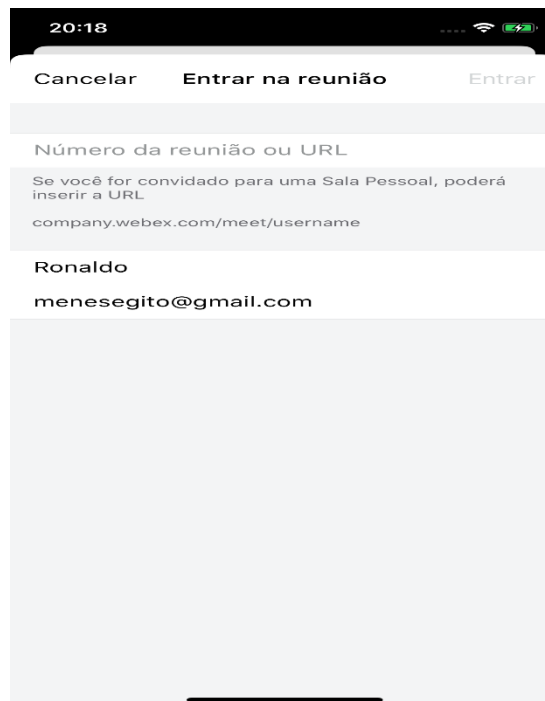 20:18
Cancelar Entrar na reunião Entrar
Número da reunião ou URL
Se você for convidado para uma Sala Pessoal, poderá
inserir a URL
company.webex.com/meet/username
Ronaldo
menesegito@gmail.com